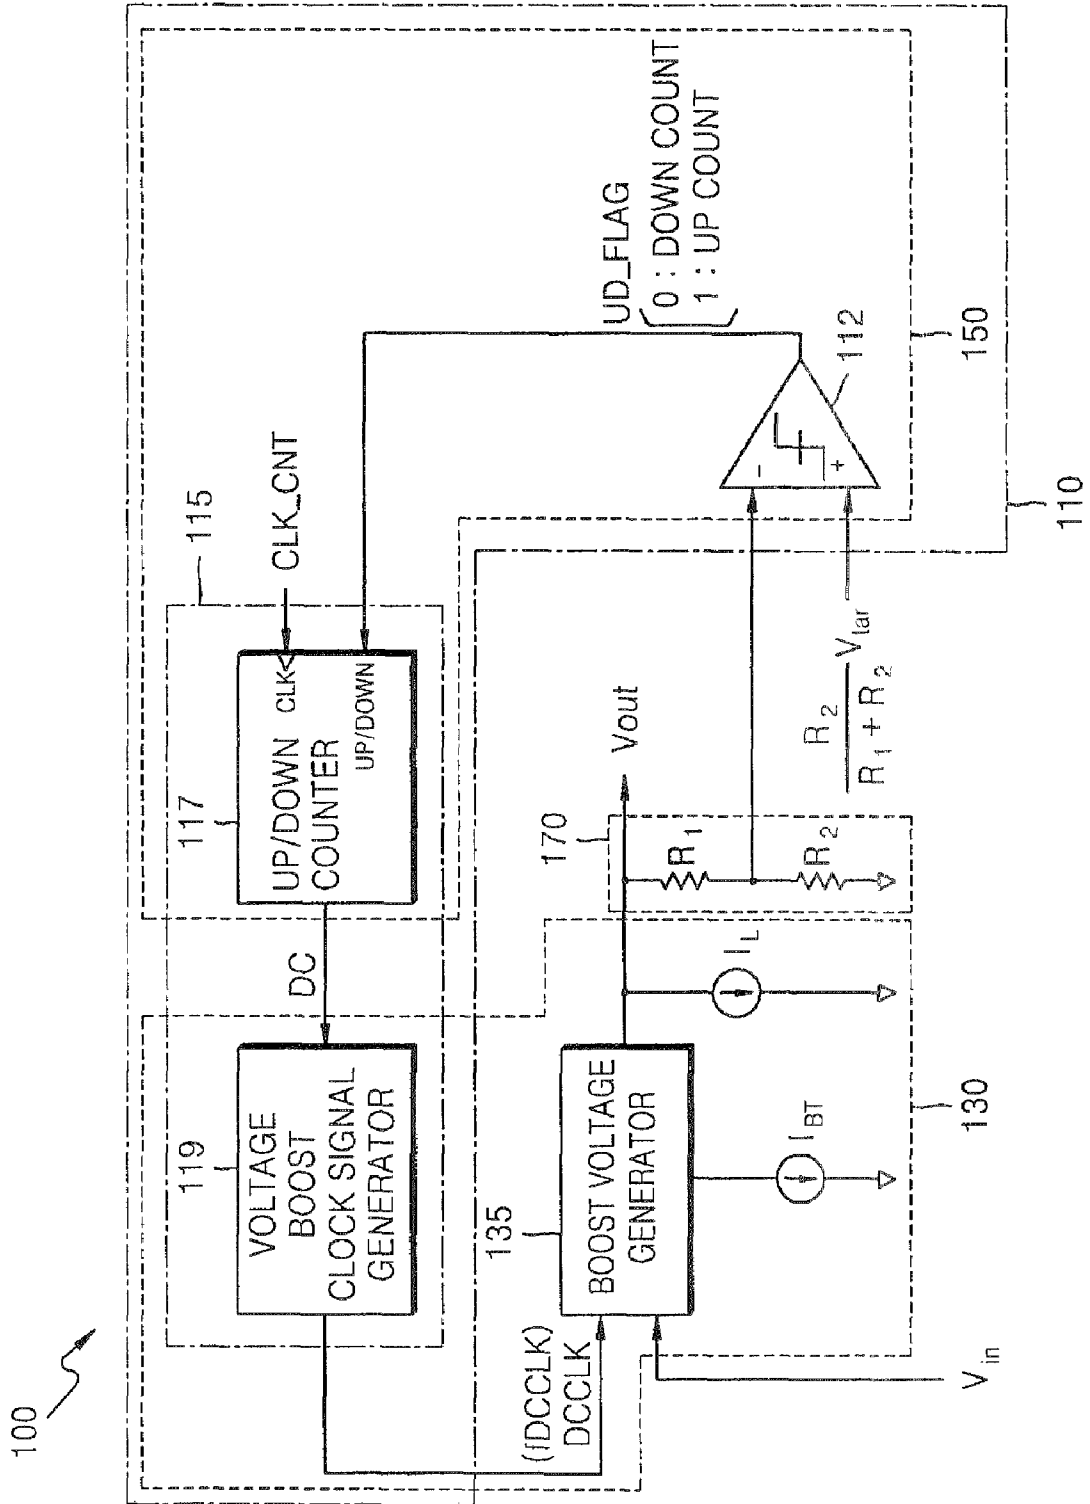 100
119
VOLTAGE
BOOST
CLOCK SIGNAL
GENERATOR
DC
117
UP/DOWN
COUNTER
CLK
UP/DOWN
115
CLK_CNT
UD_FLAG
0 : DOWN COUNT
1 : UP COUNT
(IDCCLK)
DCCLK
135
BOOST VOLTAGE
GENERATOR
Vout
170
R1
R2
IL
IBT
Vin
130
R2
R1 + R2
Vtar
-
+
112
150
110